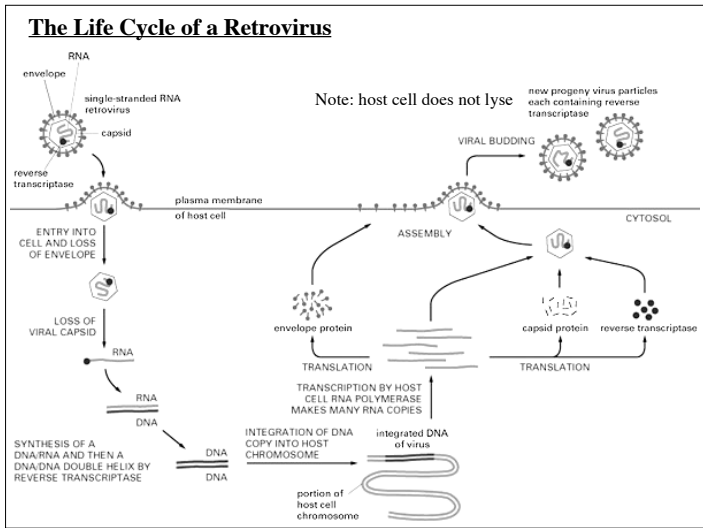 The Life Cycle of a Retrovirus
RNA
envelope
single-stranded RNA
retrovirus
capsid
reverse
transcriptase
Note: host cell does not lyse
new progeny virus particles
each containing reverse
transcriptase
VIRAL BUDDING
plasma membrane
of host cell
CYTOSOL
ENTRY INTO
CELL AND LOSS
OF ENVELOPE
ASSEMBLY
LOSS OF
VIRAL CAPSID
RNA
envelope protein
capsid protein
reverse transcriptase
TRANSLATION
TRANSLATION
TRANSCRIPTION BY HOST
CELL RNA POLYMERASE
MAKES MANY RNA COPIES
RNA
DNA
SYNTHESIS OF A
DNA/RNA AND THEN A
DNA/DNA DOUBLE HELIX BY
REVERSE TRANSCRIPTASE
DNA
DNA
INTEGRATION OF DNA
COPY INTO HOST
CHROMOSOME
integrated DNA
of virus
portion of
host cell
chromosome